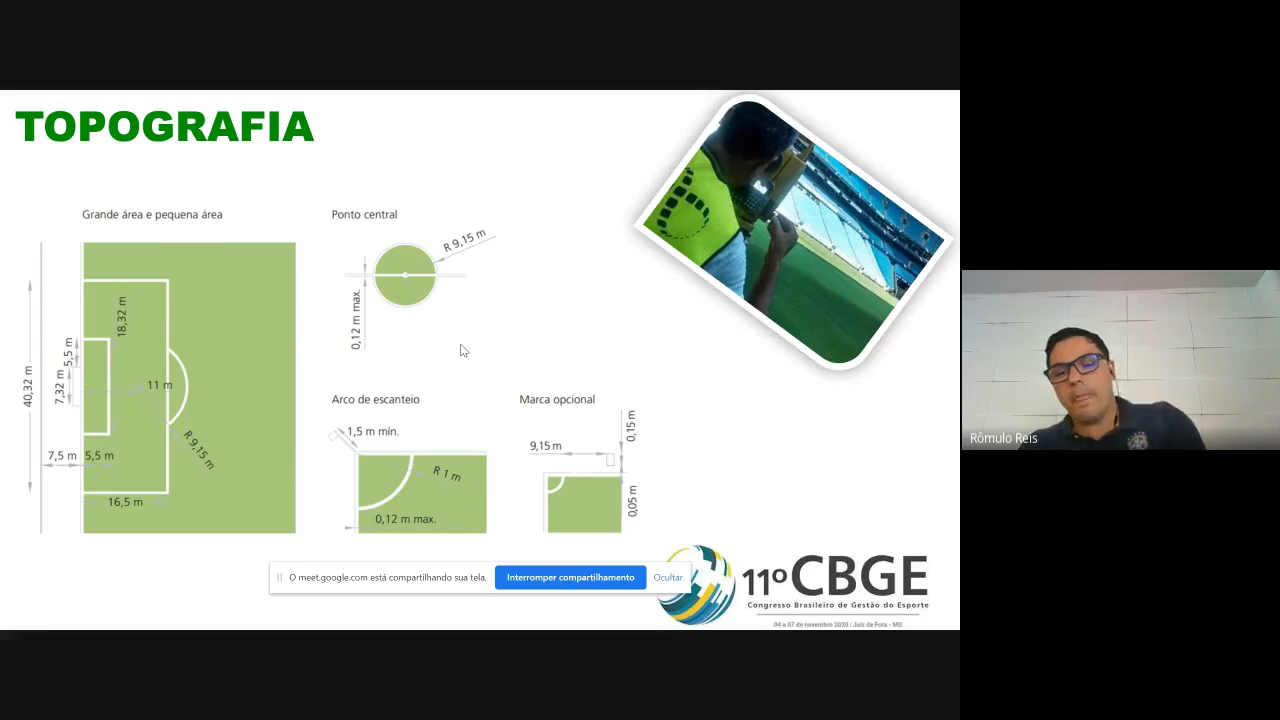 TOPOGRAFIA
Grande área e pequena área
Ponto central
R 9,15 m
0,12 m max.
18,32 m
5,5 m
7,32 m
40,32 m
11 m
R 9,15 m
7,5 m
5,5 m
16,5 m
Arco de escanteio
1,5 m mín.
R 1 m
0,12 m max.
Marca opcional
0,15 m
9,15 m
0,05 m
O meet.google.com está compartilhando sua tela.
Interromper compartilhamento
Ocultar
11º CBGE
Congresso Brasileiro de Gestão do Esporte
04 a 07 de novembro 2020 | Juiz de Fora - MG
Rômulo Reis